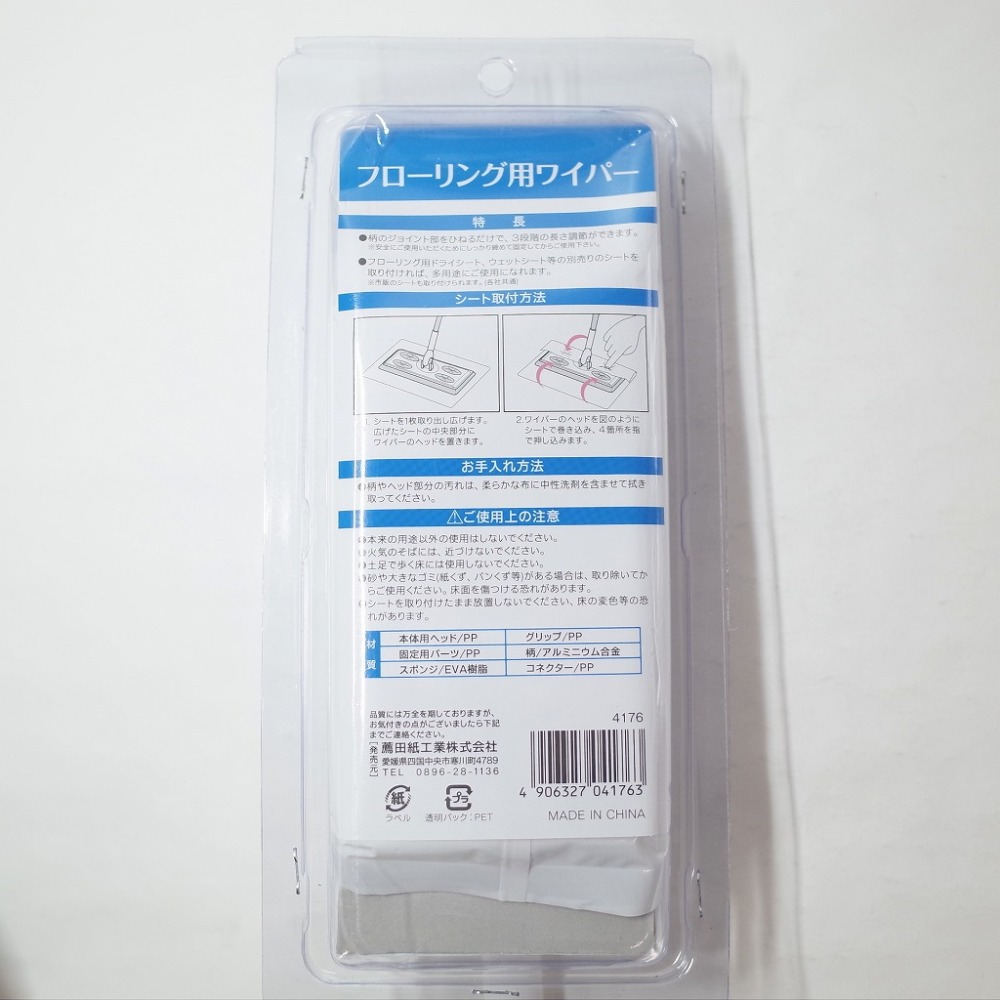 フローリング用ワイパー
特長
●柄のジョイント部をひねるだけで、3段階の長さ調節ができます。
※安全にご使用いただくためにしっかり締めて固定してからご使用下さい。
●フローリング用ドライシート、ウェットシート等の別売りのシートを
取り付ければ、多用途にご使用になれます。
※市販のシートも取り付けられます。(各社共通)
シート取付方法
1. シートを1枚取り出し広げます。
広げたシートの中央部分に
ワイパーのヘッドを置きます。
2.ワイパーのヘッドを図のように
シートで巻き込み、4箇所を指
で押し込みます。
お手入れ方法
●柄やヘッド部分の汚れは、柔らかな布に中性洗剤を含ませて拭き
取ってください。
⚠ご使用上の注意
●本来の用途以外の使用はしないでください。
●火気のそばには、近づけないでください。
●土足で歩く床には使用しないでください。
●砂や大きなゴミ(紙くず、パンくず等)がある場合は、取り除いてか
らご使用ください。床面を傷つける恐れがあります。
●シートを取り付けたまま放置しないでください、床の変色等の恐
れがあります。
材質
本体用ヘッド/PP グリップ/PP
固定用パーツ/PP 柄/アルミニウム合金
スポンジ/EVA樹脂 コネクター/PP
品質には万全を期しておりますが、
お気付きの点がございましたら下記
までご連絡ください。
[発売元] 薦田紙工業株式会社
愛媛県四国中央市寒川町4789
TEL 0896-28-1136
4176
4 906327 041763
紙
ラベル
プラ
透明パック:PET
MADE IN CHINA